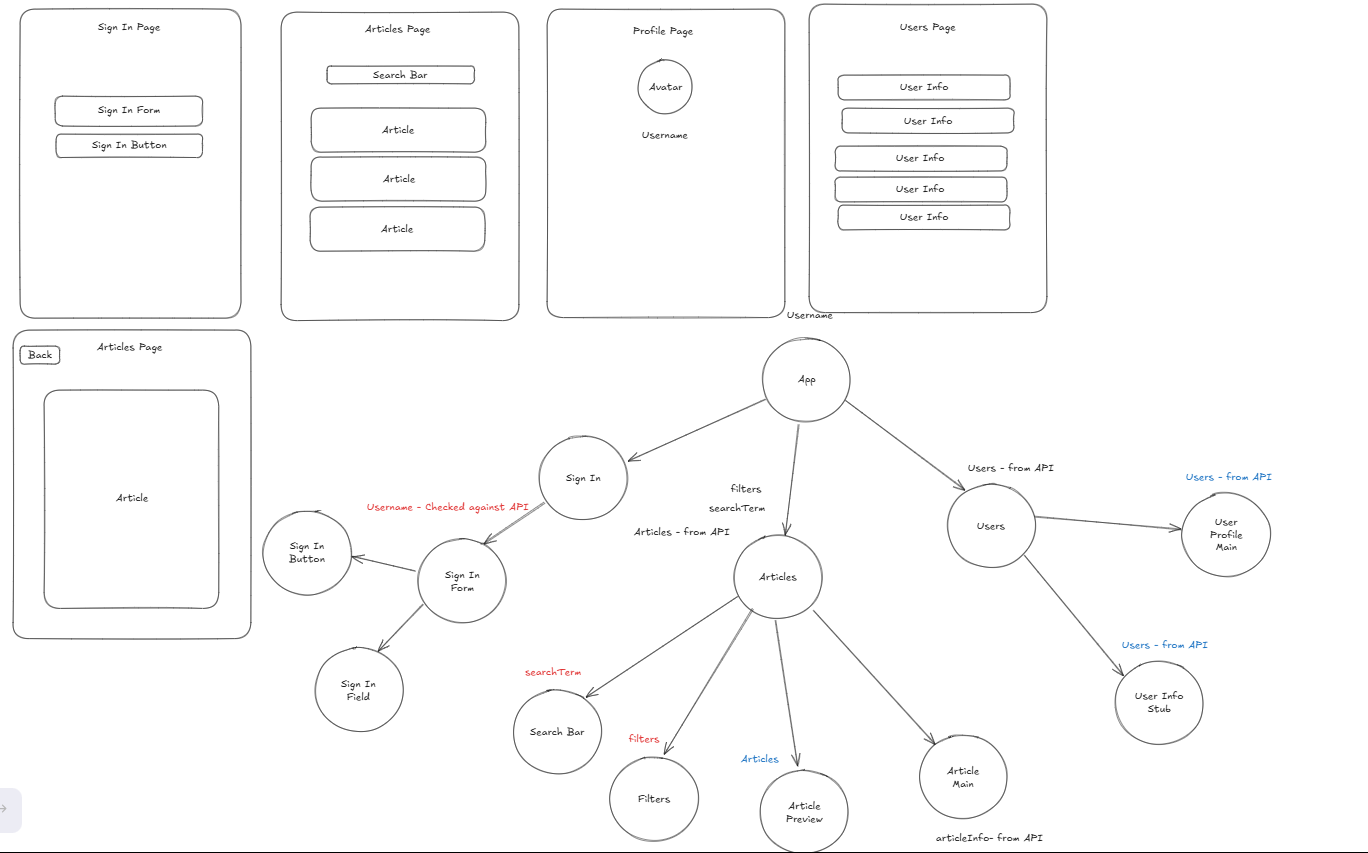 Sign In Page
Sign In Form
Sign In Button
Articles Page
Search Bar
Article
Article
Article
Profile Page
Avatar
Username
Users Page
User Info
User Info
User Info
User Info
User Info
Back
Articles Page
Article
Username
App
Sign In
Username - Checked against API
Sign In
Button
Sign In
Form
Sign In
Field
filters
searchTerm
Articles - from API
Articles
searchTerm
Search Bar
filters
Filters
Articles
Article
Preview
Article
Main
articleInfo- from API
Users - from API
Users
Users - from API
User
Profile
Main
Users - from API
User Info
Stub